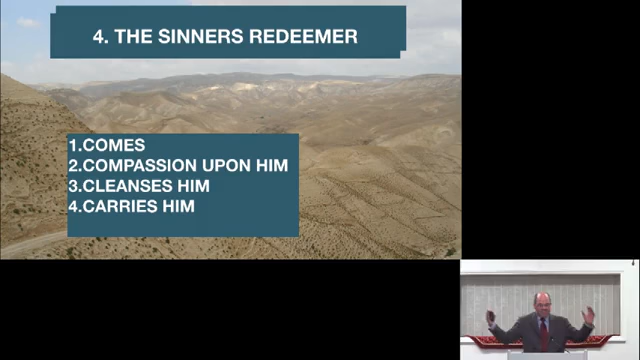 4. THE SINNERS REDEEMER
1.COMES
2.COMPASSION UPON HIM
3.CLEANSES HIM
4.CARRIES HIM